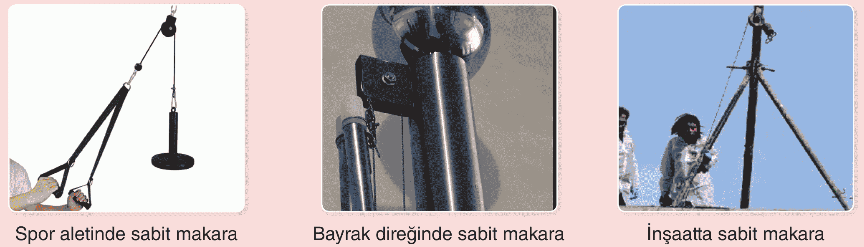 Spor aletinde sabit makara
Bayrak direğinde sabit makara
İnşaatta sabit makara